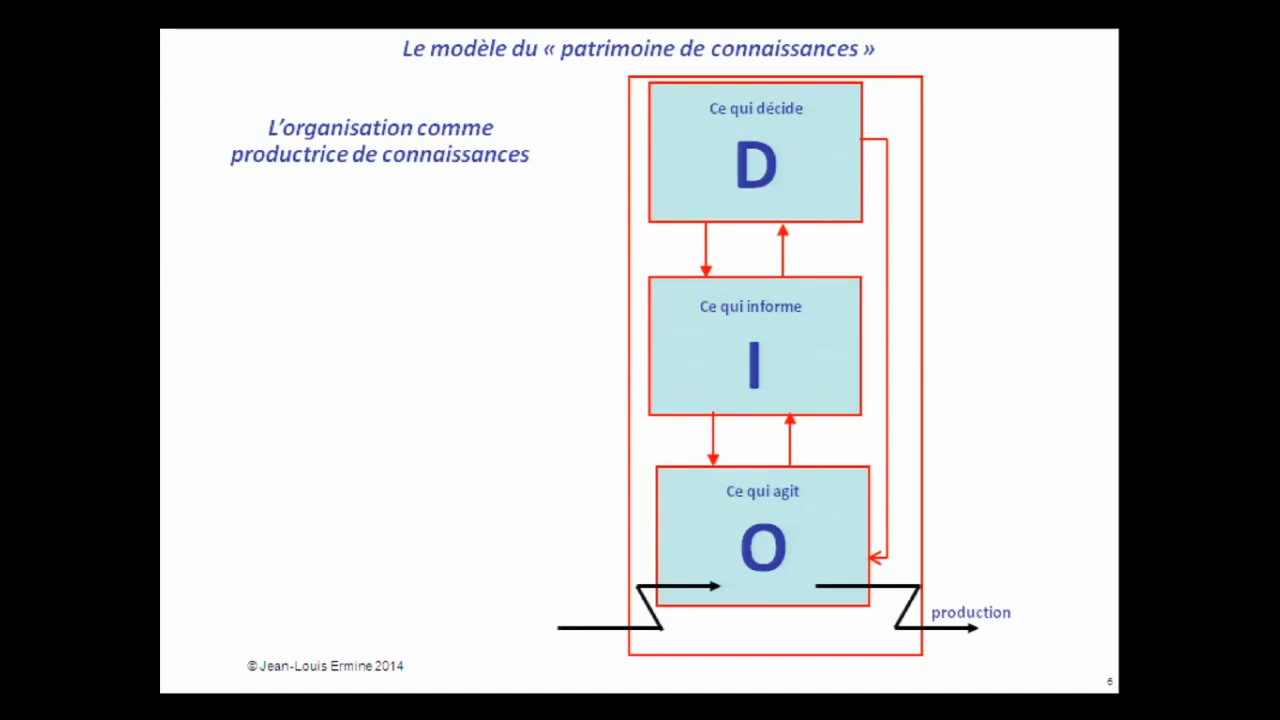 Le modèle du « patrimoine de connaissances »
L’organisation comme
productrice de connaissances
Ce qui décide
D
Ce qui informe
I
Ce qui agit
O
production
© Jean-Louis Ermine 2014
6